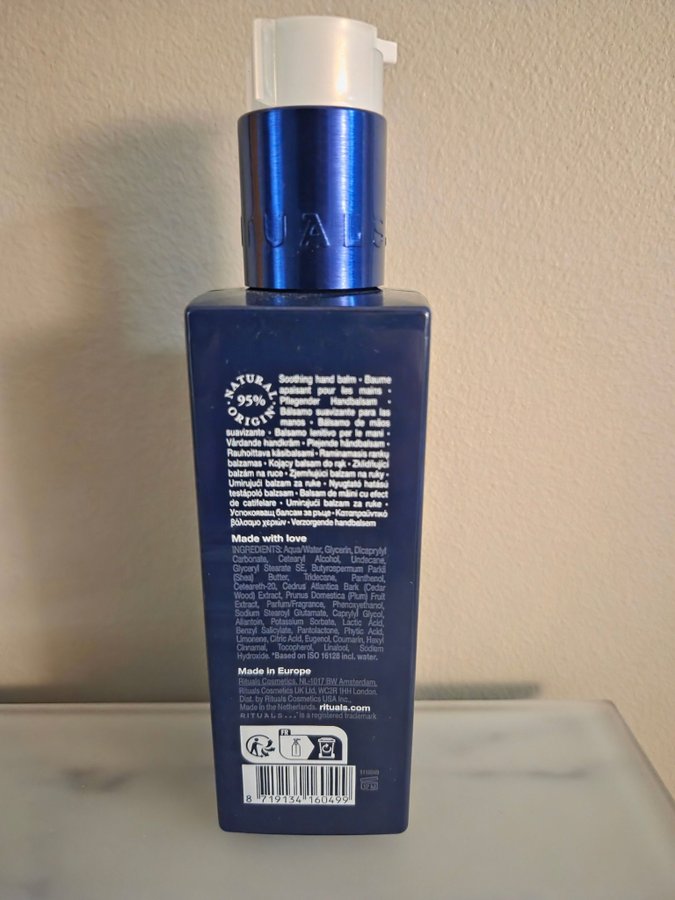 RITUALS.
NATURAL
95%
ORIGIN
Soothing hand balm • Baume
apaisant pour les mains •
Pflegender Handbalsam •
Bálsamo suavizante para las
manos • Bálsamo de mãos
suavizante • Balsamo lenitivo per le mani •
Vårdande handkräm • Plejende håndbalsam •
Rauhoittava käsibalsami • Raminamasis rankų
balzamas • Kojący balsam do rąk • Zklidňující
balzám na ruce • Zjemňujúci balzam na ruky •
Umirujući balzam za ruke • Nyugtató hatású
testápoló balzsam • Balsam de mâini cu efect
de catifelare • Umirujući balzam za ruke •
Успокояващ балсам за ръце • Καταπραϋντικό
βάλσαμο χεριών • Verzorgende handbalsem
Made with love
INGREDIENTS: Aqua/Water, Glycerin, Dicaprylyl
Carbonate, Cetearyl Alcohol, Undecane,
Glyceryl Stearate SE, Butyrospermum Parkii
(Shea) Butter, Tridecane, Panthenol,
Ceteareth-20, Cedrus Atlantica Bark (Cedar
Wood) Extract, Prunus Domestica (Plum) Fruit
Extract, Parfum/Fragrance, Phenoxyethanol,
Sodium Stearoyl Glutamate, Caprylyl Glycol,
Allantoin, Potassium Sorbate, Lactic Acid,
Benzyl Salicylate, Pantolactone, Phytic Acid,
Limonene, Citric Acid, Eugenol, Coumarin, Hexyl
Cinnamal, Tocopherol, Linalool, Sodium
Hydroxide. *Based on ISO 16128 incl. water.
Made in Europe
Rituals Cosmetics, NL-1017 BW Amsterdam.
Rituals Cosmetics UK Ltd, WC2R 1HH London.
Dist. by Rituals Cosmetics USA Inc.,
Made in the Netherlands. rituals.com
RITUALS... is a registered trademark
FR
12 M
8 719134 160499